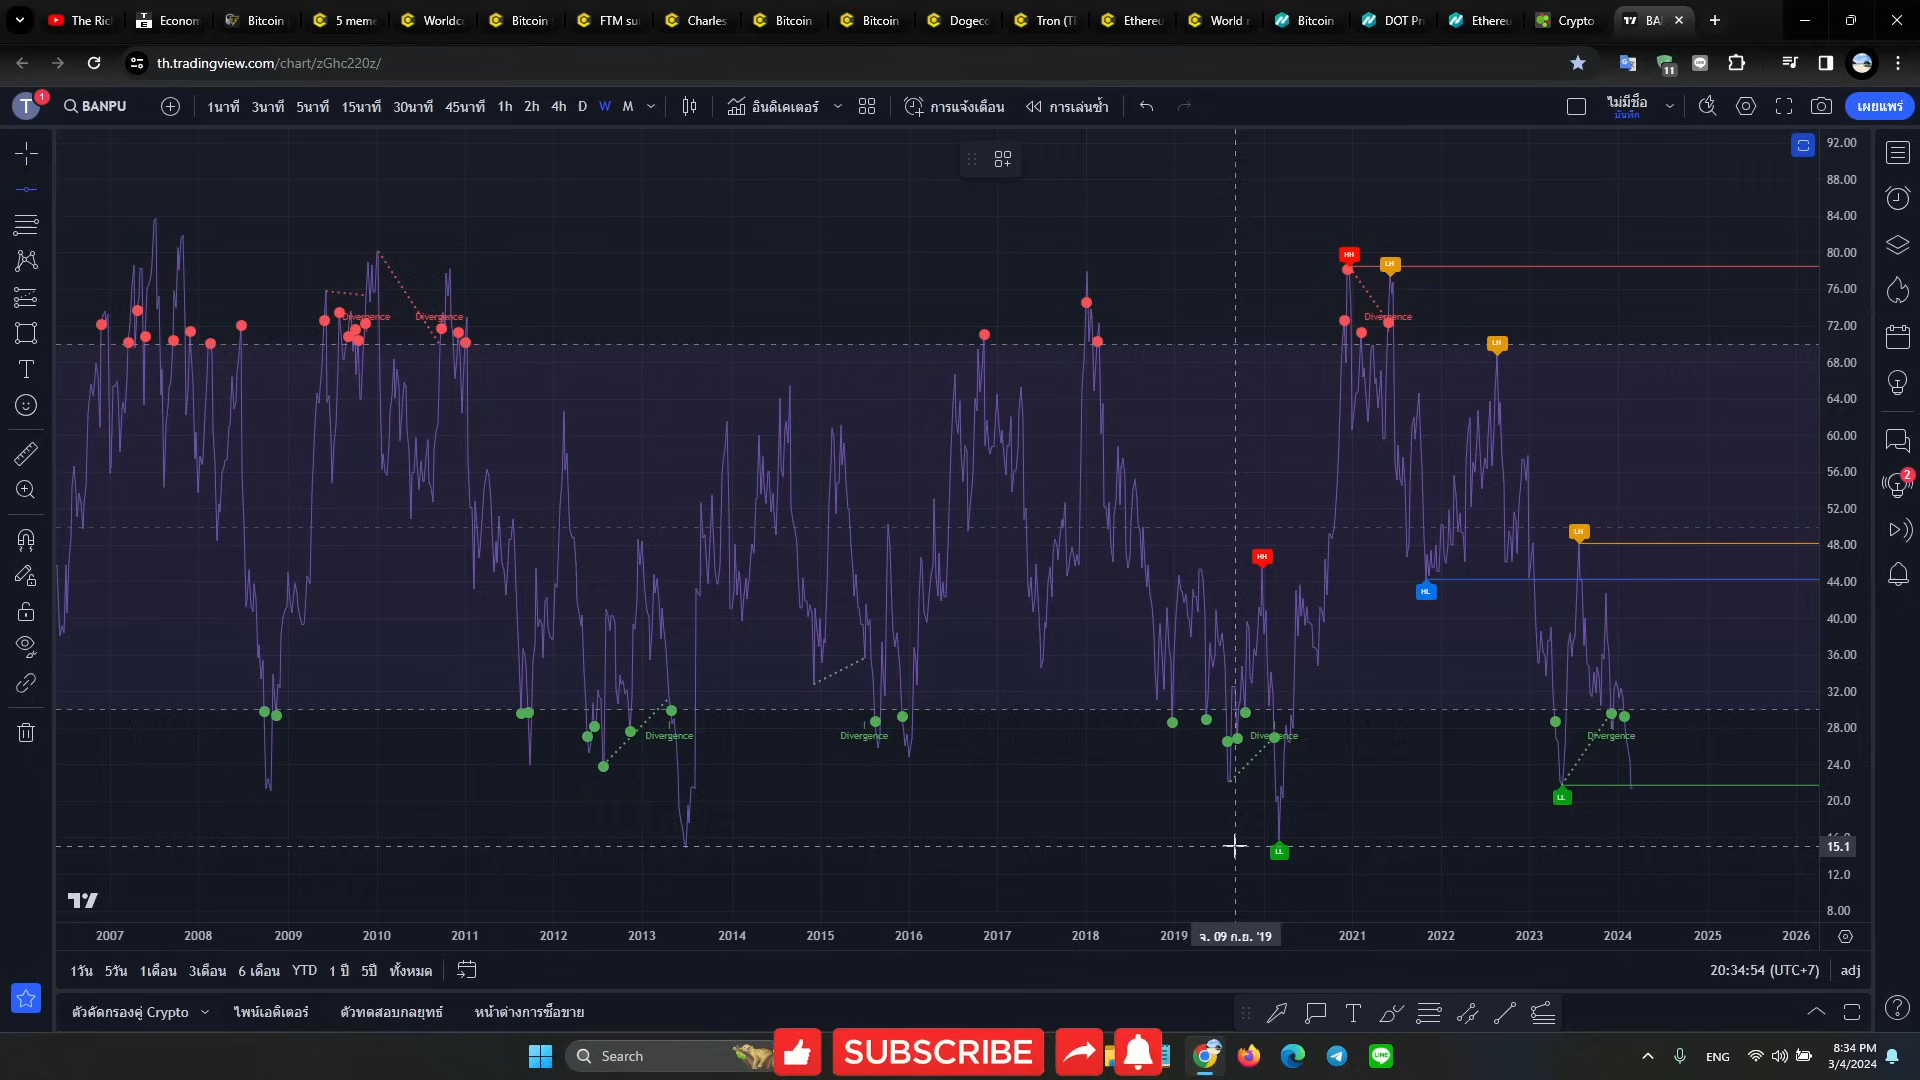 The Ric
Econom
Bitcoin
5 meme
Worldco
Bitcoin
FTM su
Charles
Bitcoin
Bitcoin
Dogeco
Tron (T
Ethereu
World r
Bitcoin
DOT Pri
Ethereu
Crypto
BA
th.tradingview.com/chart/zGhc220z/
11
T
1
BANPU
1นาที 3นาที 5นาที 15นาที 30นาที 45นาที 1h 2h 4h D W M
อินดิเคเตอร์
การแจ้งเตือน
การเล่นซ้ำ
ไม่มีชื่อ
บันทึก
เผยแพร่
92.00
88.00
84.00
80.00
76.00
72.00
68.00
64.00
60.00
56.00
52.00
48.00
44.00
40.00
36.00
32.00
28.00
24.0
20.0
15.1
12.0
8.00
HH
LH
Divergence
Divergence
Divergence
LH
LH
HH
HL
Divergence
Divergence
Divergence
Divergence
LL
LL
2
2007 2008 2009 2010 2011 2012 2013 2014 2015 2016 2017 2018 2019 จ. 09 ก.ย. '19 2021 2022 2023 2024 2025 2026
1วัน 5วัน 1เดือน 3เดือน 6 เดือน YTD 1 ปี 5ปี ทั้งหมด
20:34:54 (UTC+7) adj
ตัวคัดกรองคู่ Crypto ไพน์เอดิเตอร์ ตัวทดสอบกลยุทธ์ หน้าต่างการซื้อขาย
Search
SUBSCRIBE
LINE
ENG
8:34 PM
3/4/2024